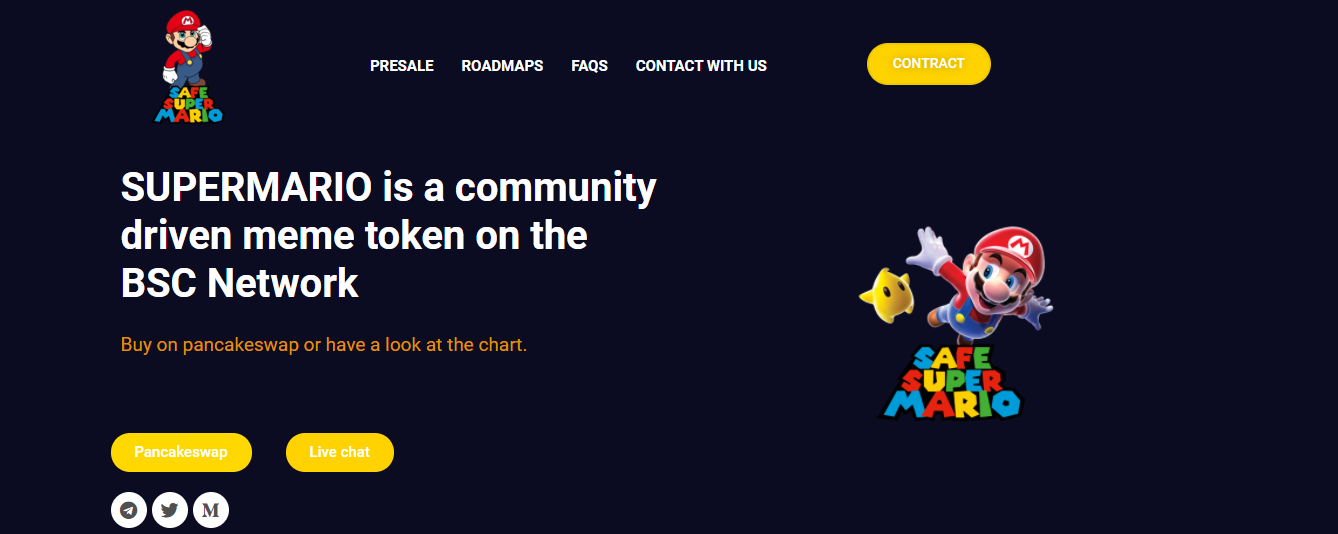 SAFE
SUPER
MARIO
PRESALE ROADMAPS FAQS CONTACT WITH US
CONTRACT
SUPERMARIO is a community
driven meme token on the
BSC Network
Buy on pancakeswap or have a look at the chart.
SAFE
SUPER
MARIO
Pancakeswap Live chat